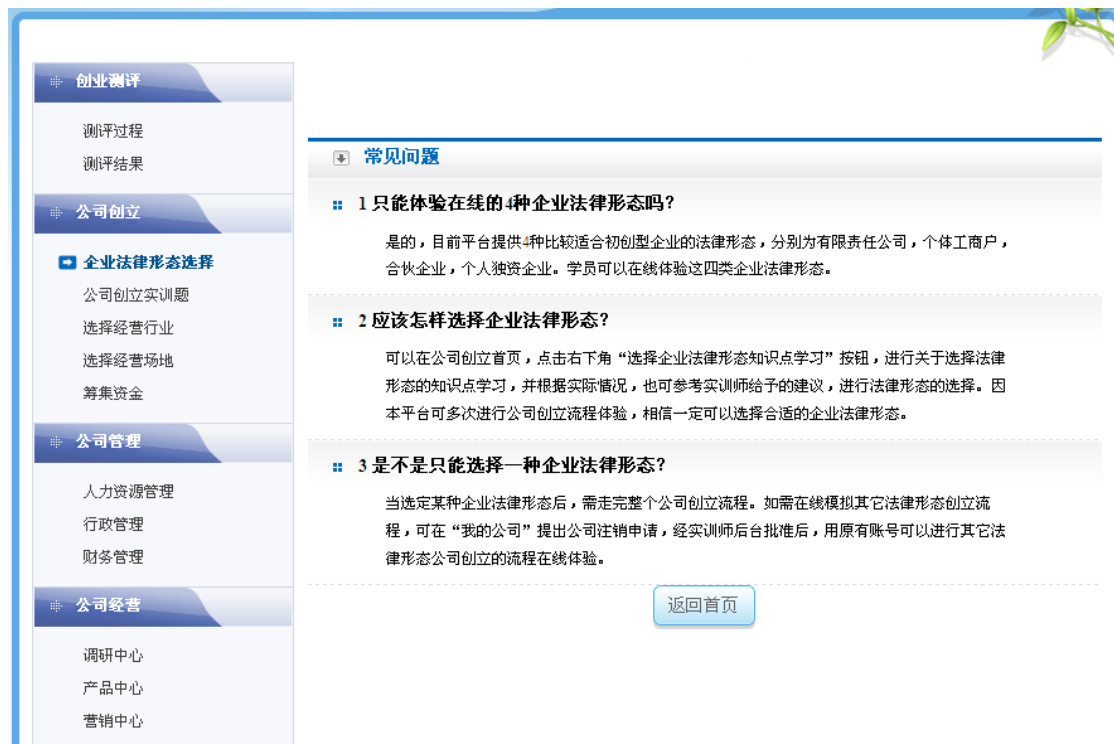 创业测评
测评过程
测评结果
公司创立
企业法律形态选择
公司创立实训题
选择经营行业
选择经营场地
筹集资金
公司管理
人力资源管理
行政管理
财务管理
公司经营
调研中心
产品中心
营销中心
常见问题
1 只能体验在线的4种企业法律形态吗?
是的，目前平台提供4种比较适合初创型企业的法律形态，分别为有限责任公司，个体工商户，
合伙企业，个人独资企业。学员可以在线体验这四类企业法律形态。
2 应该怎样选择企业法律形态?
可以在公司创立首页，点击右下角“选择企业法律形态知识点学习”按钮，进行关于选择法律
形态的知识点学习，并根据实际情况，也可参考实训师给予的建议，进行法律形态的选择。因
本平台可多次进行公司创立流程体验，相信一定可以选择合适的企业法律形态。
3 是不是只能选择一种企业法律形态?
当选定某种企业法律形态后，需走完整个公司创立流程。如需在线模拟其它法律形态创立流
程，可在“我的公司”提出公司注销申请，经实训师后台批准后，用原有账号可以进行其它法
律形态公司创立的流程在线体验。
返回首页